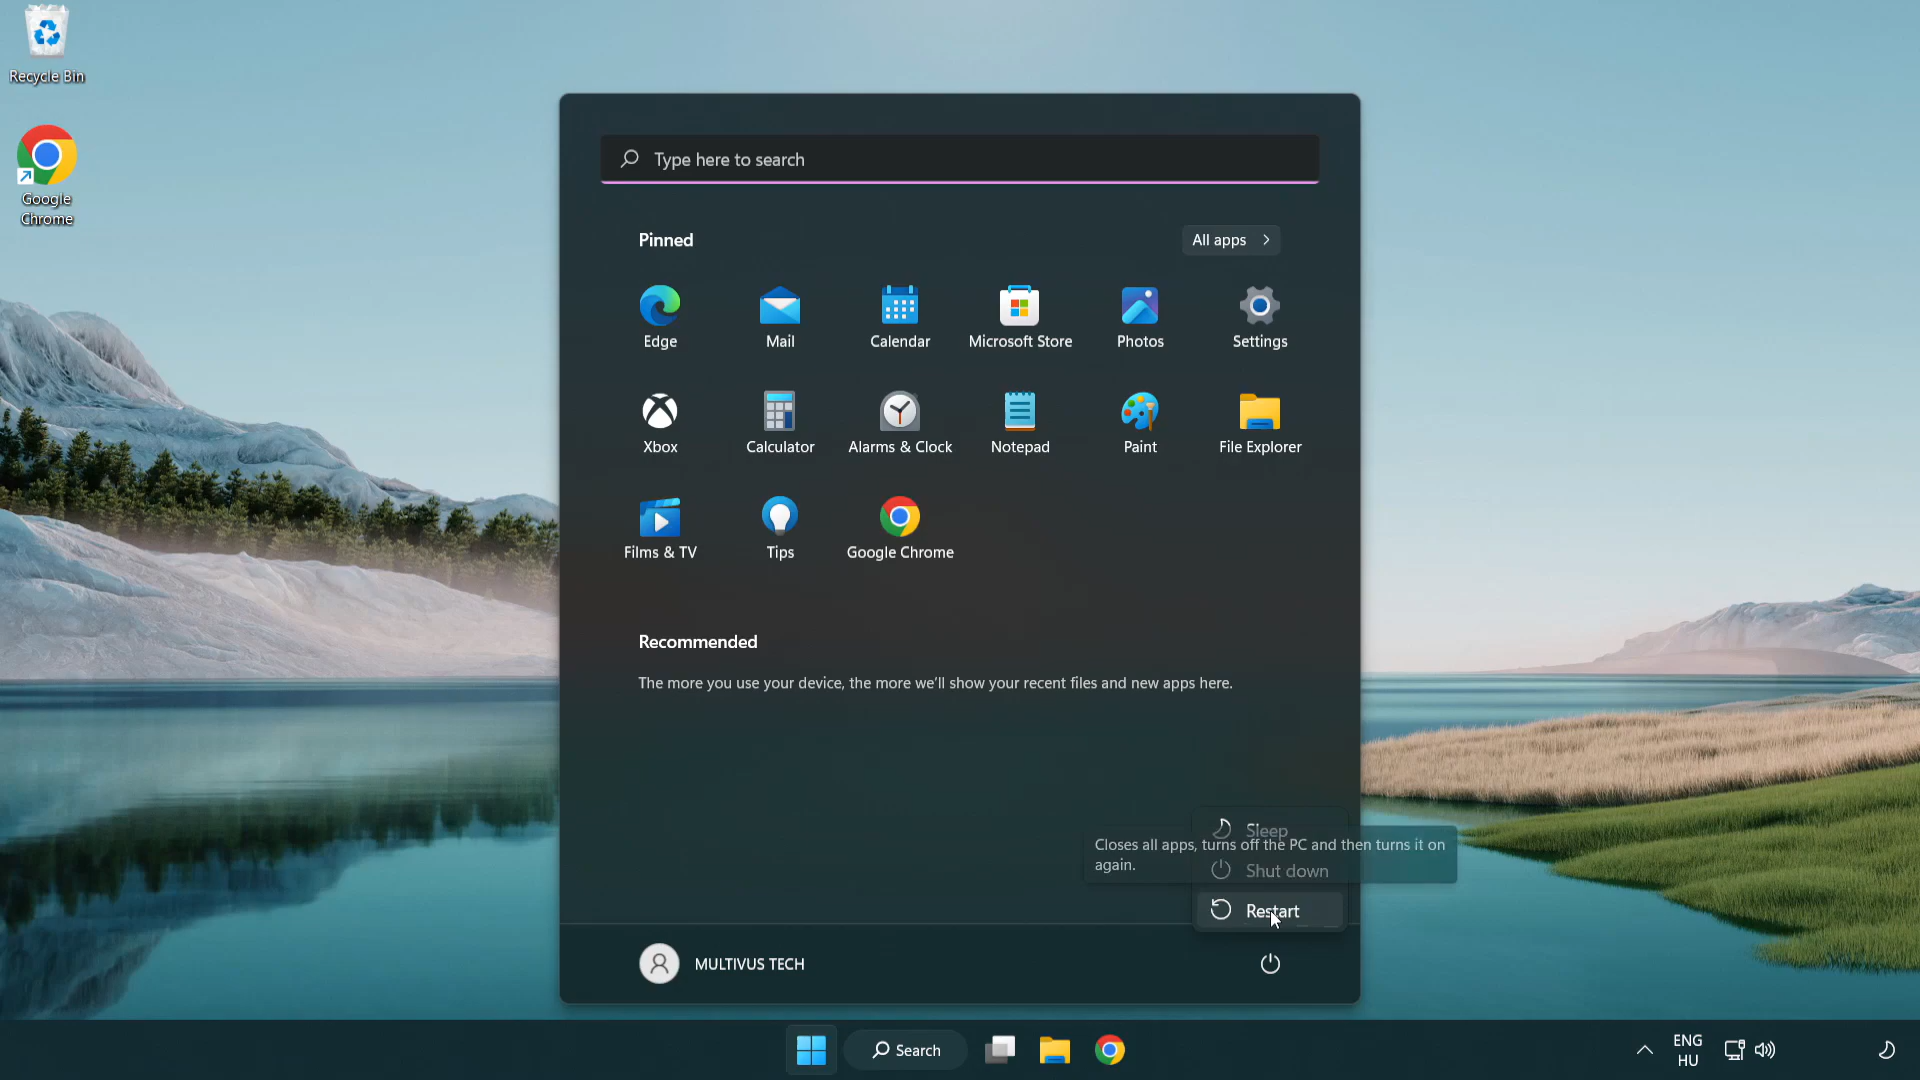 Recycle Bin
Google
Chrome
Type here to search
Pinned
All apps
Edge
Mail
Calendar
Microsoft Store
Photos
Settings
Xbox
Calculator
Alarms & Clock
Notepad
Paint
File Explorer
Films & TV
Tips
Google Chrome
Recommended
The more you use your device, the more we'll show your recent files and new apps here.
Sleep
Closes all apps, turns off the PC and then turns it on
again.
Shut down
Restart
MULTIVUS TECH
Search
ENG
HU